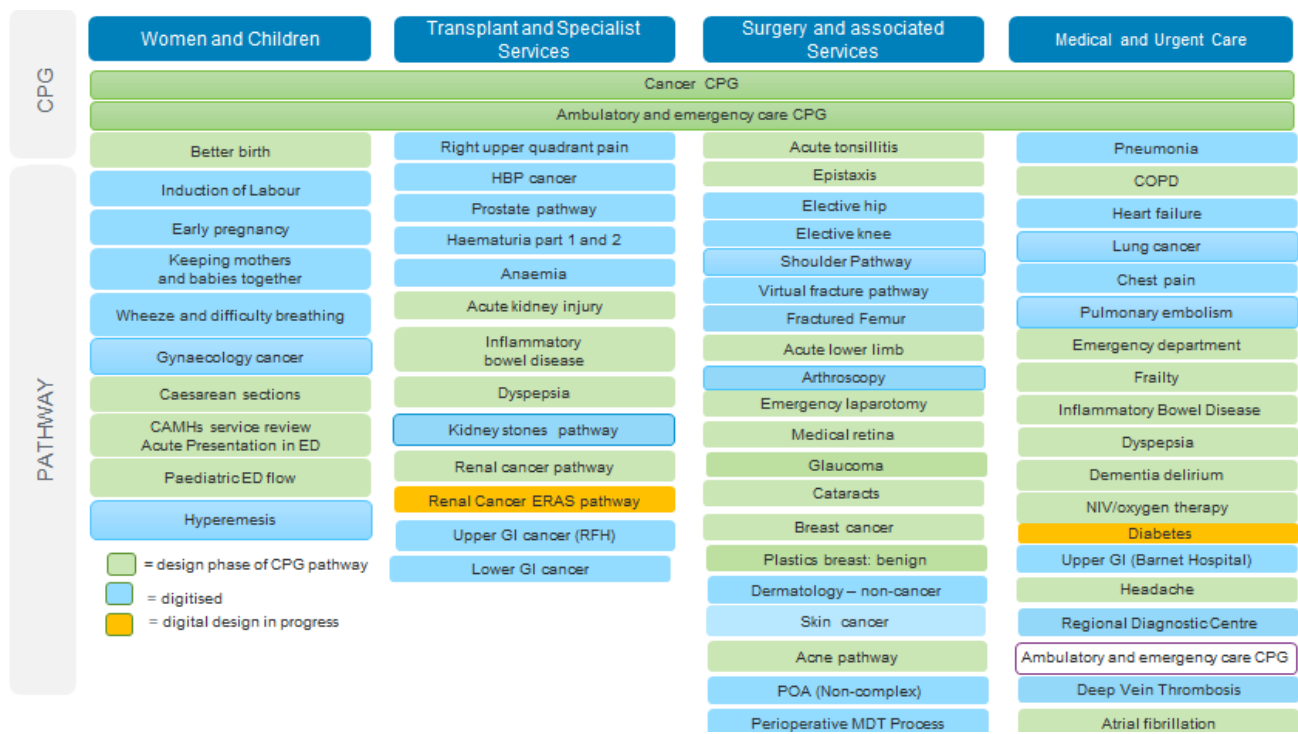 CPG
PATHWAY
Women and Children
Transplant and Specialist
Services
Surgery and associated
Services
Medical and Urgent Care
Cancer CPG
Ambulatory and emergency care CPG
Better birth
Induction of Labour
Early pregnancy
Keeping mothers
and babies together
Wheeze and difficulty breathing
Gynaecology cancer
Caesarean sections
CAMHs service review
Acute Presentation in ED
Paediatric ED flow
Hyperemesis
= design phase of CPG pathway
= digitised
= digital design in progress
Right upper quadrant pain
HBP cancer
Prostate pathway
Haematuria part 1 and 2
Anaemia
Acute kidney injury
Inflammatory
bowel disease
Dyspepsia
Kidney stones pathway
Renal cancer pathway
Renal Cancer ERAS pathway
Upper GI cancer (RFH)
Lower GI cancer
Acute tonsillitis
Epistaxis
Elective hip
Elective knee
Shoulder Pathway
Virtual fracture pathway
Fractured Femur
Acute lower limb
Arthroscopy
Emergency laparotomy
Medical retina
Glaucoma
Cataracts
Breast cancer
Plastics breast: benign
Dermatology – non-cancer
Skin cancer
Acne pathway
POA (Non-complex)
Perioperative MDT Process
Pneumonia
COPD
Heart failure
Lung cancer
Chest pain
Pulmonary embolism
Emergency department
Frailty
Inflammatory Bowel Disease
Dyspepsia
Dementia delirium
NIV/oxygen therapy
Diabetes
Upper GI (Barnet Hospital)
Headache
Regional Diagnostic Centre
Ambulatory and emergency care CPG
Deep Vein Thrombosis
Atrial fibrillation